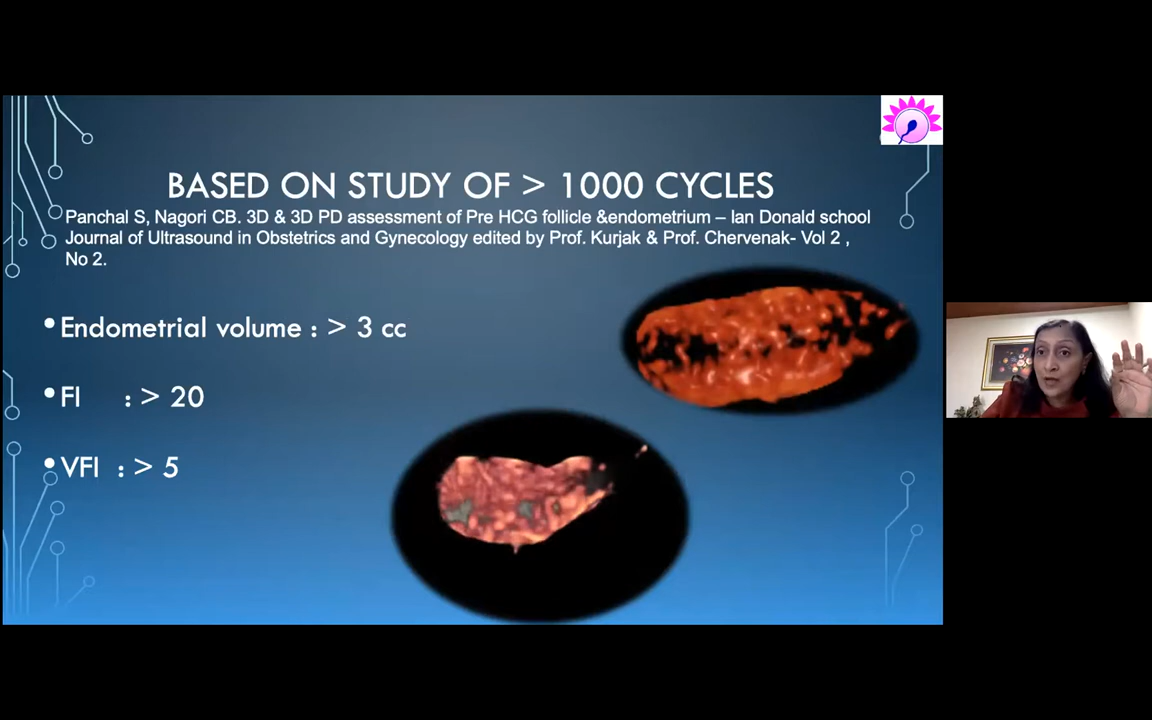 BASED ON STUDY OF > 1000 CYCLES
Panchal S, Nagori CB. 3D & 3D PD assessment of Pre HCG follicle &endometrium – Ian Donald school
Journal of Ultrasound in Obstetrics and Gynecology edited by Prof. Kurjak & Prof. Chervenak- Vol 2 ,
No 2.
•Endometrial volume : > 3 cc
•FI : > 20
•VFI : > 5